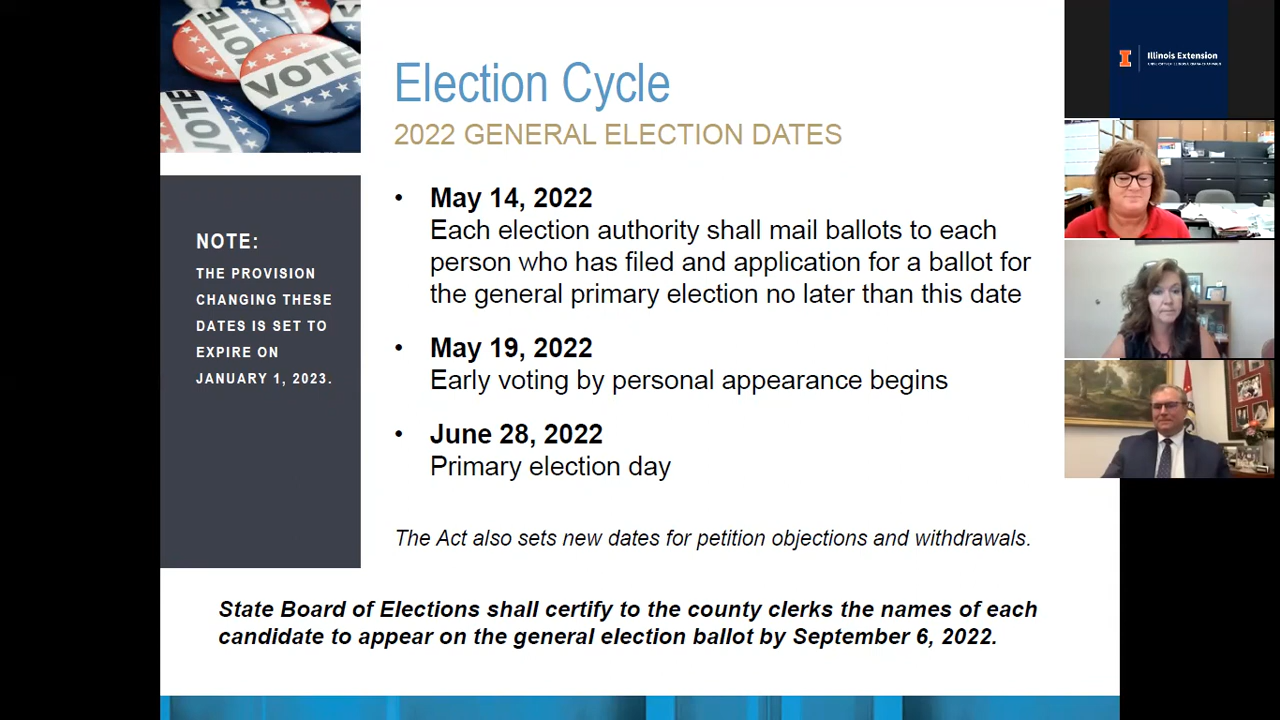 VOTE
VOTE
VOTE
Election Cycle
2022 GENERAL ELECTION DATES
NOTE:
THE PROVISION
CHANGING THESE
DATES IS SET TO
EXPIRE ON
JANUARY 1, 2023.
• May 14, 2022
Each election authority shall mail ballots to each
person who has filed and application for a ballot for
the general primary election no later than this date
• May 19, 2022
Early voting by personal appearance begins
• June 28, 2022
Primary election day
The Act also sets new dates for petition objections and withdrawals.
State Board of Elections shall certify to the county clerks the names of each
candidate to appear on the general election ballot by September 6, 2022.
I Illinois Extension